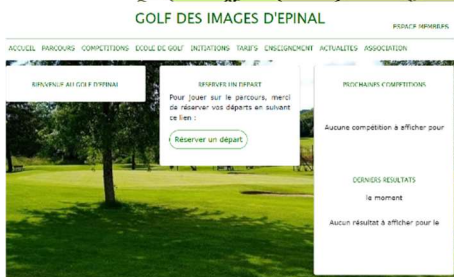 GOLF DES IMAGES D'EPINAL
ESPACE MEMBRES
ACCUEIL PARCOURS COMPETITIONS ECOLE DE GOLF INITIATIONS TARIFS ENSEIGNEMENT ACTUALITES ASSOCIATION
BIENVENUE AU GOLF D'EPINAL
RESERVER UN DEPART
Pour jouer sur le parcours, merci
de réserver vos départs en suivant
ce lien :
Réserver un départ
PROCHAINES COMPETITIONS
Aucune compétition à afficher pour
DERNIERS RESULTATS
le moment
Aucun résultat à afficher pour le